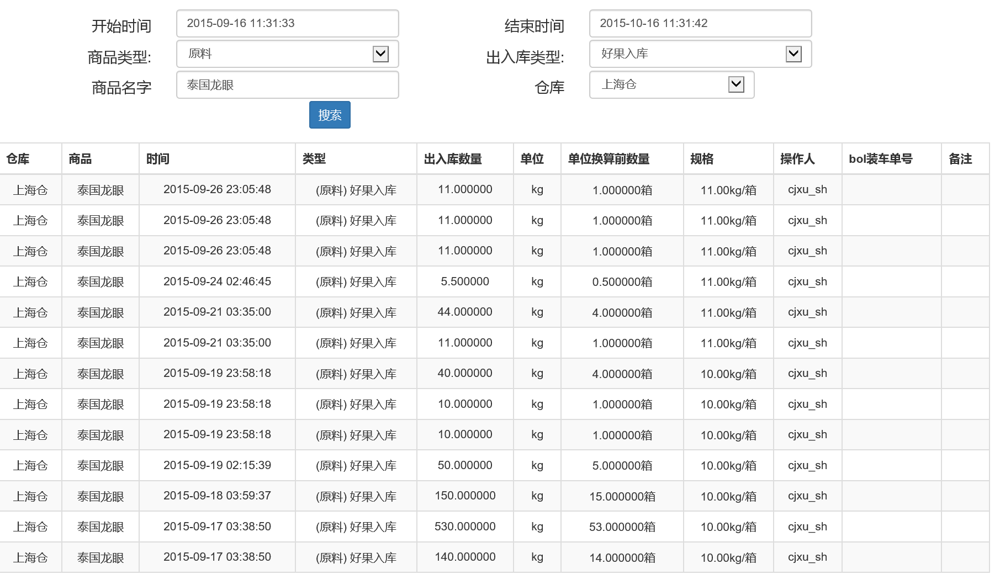 开始时间 2015-09-16 11:31:33 结束时间 2015-10-16 11:31:42
商品类型: 原料 出入库类型: 好果入库
商品名字 泰国龙眼 仓库 上海仓
搜索
仓库 商品 时间 类型 出入库数量 单位 单位换算前数量 规格 操作人 bol装车单号 备注
上海仓 泰国龙眼 2015-09-26 23:05:48 (原料) 好果入库 11.000000 kg 1.000000箱 11.00kg/箱 cjxu_sh
上海仓 泰国龙眼 2015-09-26 23:05:48 (原料) 好果入库 11.000000 kg 1.000000箱 11.00kg/箱 cjxu_sh
上海仓 泰国龙眼 2015-09-26 23:05:48 (原料) 好果入库 11.000000 kg 1.000000箱 11.00kg/箱 cjxu_sh
上海仓 泰国龙眼 2015-09-24 02:46:45 (原料) 好果入库 5.500000 kg 0.500000箱 11.00kg/箱 cjxu_sh
上海仓 泰国龙眼 2015-09-21 03:35:00 (原料) 好果入库 44.000000 kg 4.000000箱 11.00kg/箱 cjxu_sh
上海仓 泰国龙眼 2015-09-21 03:35:00 (原料) 好果入库 11.000000 kg 1.000000箱 11.00kg/箱 cjxu_sh
上海仓 泰国龙眼 2015-09-19 23:58:18 (原料) 好果入库 40.000000 kg 4.000000箱 10.00kg/箱 cjxu_sh
上海仓 泰国龙眼 2015-09-19 23:58:18 (原料) 好果入库 10.000000 kg 1.000000箱 10.00kg/箱 cjxu_sh
上海仓 泰国龙眼 2015-09-19 23:58:18 (原料) 好果入库 10.000000 kg 1.000000箱 10.00kg/箱 cjxu_sh
上海仓 泰国龙眼 2015-09-19 02:15:39 (原料) 好果入库 50.000000 kg 5.000000箱 10.00kg/箱 cjxu_sh
上海仓 泰国龙眼 2015-09-18 03:59:37 (原料) 好果入库 150.000000 kg 15.000000箱 10.00kg/箱 cjxu_sh
上海仓 泰国龙眼 2015-09-17 03:38:50 (原料) 好果入库 530.000000 kg 53.000000箱 10.00kg/箱 cjxu_sh
上海仓 泰国龙眼 2015-09-17 03:38:50 (原料) 好果入库 140.000000 kg 14.000000箱 10.00kg/箱 cjxu_sh